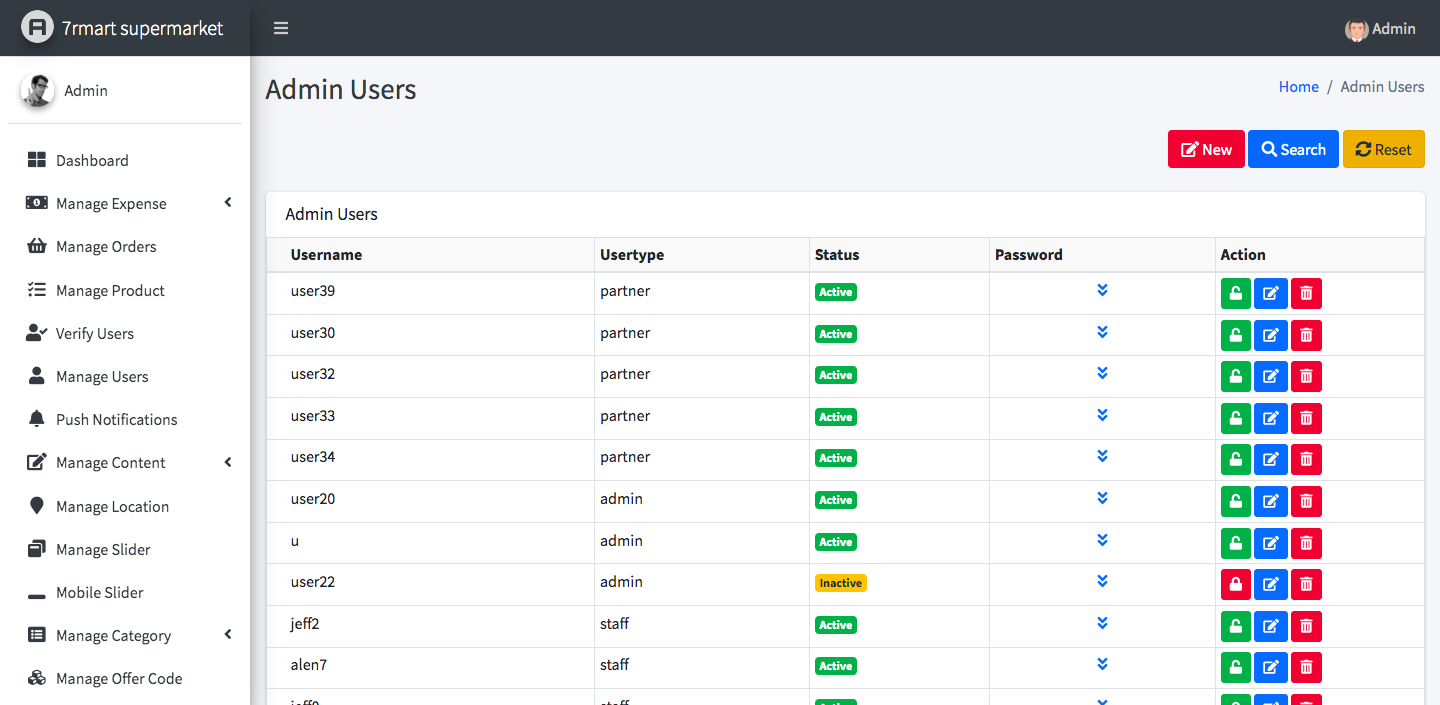 7rmart supermarket
Admin
Admin
Admin Users
Home / Admin Users
New Search Reset
Dashboard
Manage Expense
Manage Orders
Manage Product
Verify Users
Manage Users
Push Notifications
Manage Content
Manage Location
Manage Slider
Mobile Slider
Manage Category
Manage Offer Code
Admin Users
Username Usertype Status Password Action
user39 partner Active
user30 partner Active
user32 partner Active
user33 partner Active
user34 partner Active
user20 admin Active
u admin Active
user22 admin Inactive
jeff2 staff Active
alen7 staff Active